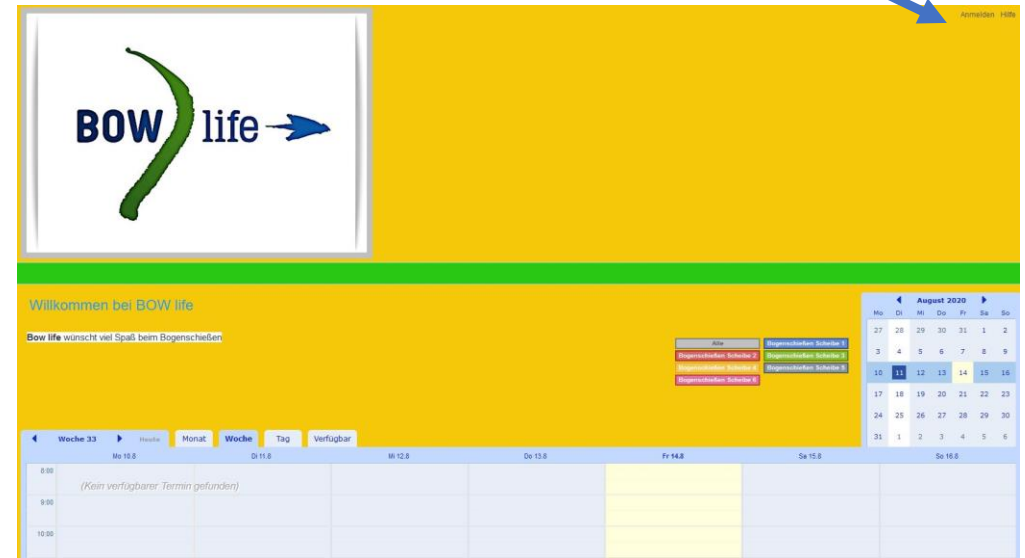 Anmelden Hilfe
BOW life
Willkommen bei BOW life
Bow life wünscht viel Spaß beim Bogenschießen
Alle Bogenschießen Scheibe 1
Bogenschießen Scheibe 2 Bogenschießen Scheibe 3
Bogenschießen Scheibe 4 Bogenschießen Scheibe 5
Bogenschießen Scheibe 6
August 2020
Mo Di Mi Do Fr Sa So
27 28 29 30 31 1 2
3 4 5 6 7 8 9
10 11 12 13 14 15 16
17 18 19 20 21 22 23
24 25 26 27 28 29 30
31 1 2 3 4 5 6
Woche 33 Heute Monat Woche Tag Verfügbar
Mo 10.8 Di 11.8 Mi 12.8 Do 13.8 Fr 14.8 Sa 15.8 So 16.8
8:00
(Kein verfügbarer Termin gefunden)
9:00
10:00